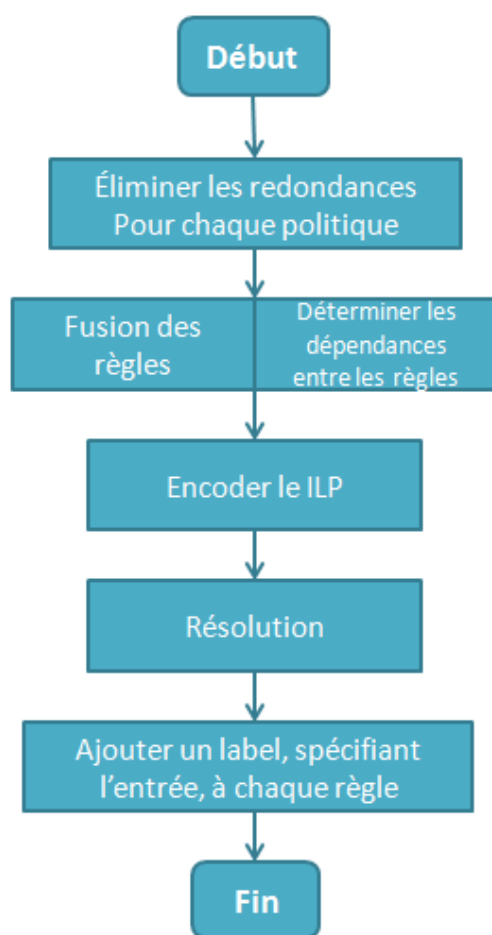 Début
Éliminer les redondances
Pour chaque politique
Fusion des
règles
Déterminer les
dépendances
entre les règles
Encoder le ILP
Résolution
Ajouter un label, spécifiant
l'entrée, à chaque règle
Fin